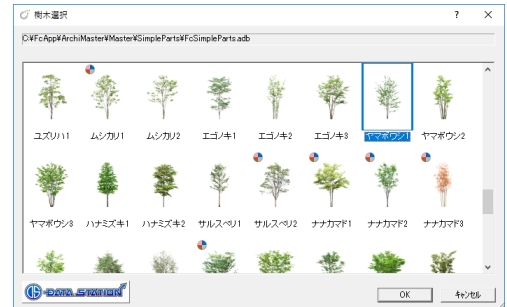 樹木選択
?
C:¥FcApp¥ArchiMaster¥Master¥SimpleParts¥FcSimpleParts.adb
ユズリハ1 ムシカリ1 ムシカリ2 エゴノキ1 エゴノキ2 エゴノキ3 ヤマボウシ1 ヤマボウシ2
ヤマボウシ3 ハナミズキ1 ハナミズキ2 サルスベリ1 サルスベリ2 ナナカマド1 ナナカマド2 ナナカマド3
DATA STATION
OK キャンセル